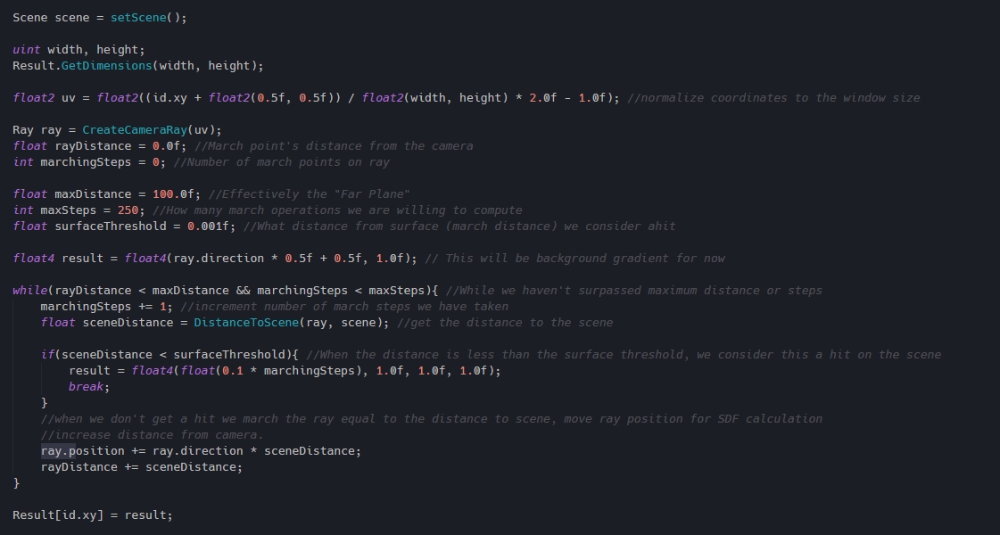 Scene scene = setScene();
uint width, height;
Result.GetDimensions(width, height);
float2 uv = float2((id.xy + float2(0.5f, 0.5f)) / float2(width, height) * 2.0f - 1.0f); //normalize coordinates to the window size
Ray ray = CreateCameraRay(uv);
float rayDistance = 0.0f; //March point's distance from the camera
int marchingSteps = 0; //Number of march points on ray
float maxDistance = 100.0f; //Effectively the "Far Plane"
int maxSteps = 250; //How many march operations we are willing to compute
float surfaceThreshold = 0.001f; //What distance from surface (march distance) we consider ahit
float4 result = float4(ray.direction * 0.5f + 0.5f, 1.0f); // This will be background gradient for now
while(rayDistance < maxDistance && marchingSteps < maxSteps){ //While we haven't surpassed maximum distance or steps
    marchingSteps += 1; //increment number of march steps we have taken
    float sceneDistance = DistanceToScene(ray, scene); //get the distance to the scene
    if(sceneDistance < surfaceThreshold){ //When the distance is less than the surface threshold, we consider this a hit on the scene
        result = float4(float(0.1 * marchingSteps), 1.0f, 1.0f, 1.0f);
        break;
    }
    //when we don't get a hit we march the ray equal to the distance to scene, move ray position for SDF calculation
    //increase distance from camera.
    ray.position += ray.direction * sceneDistance;
    rayDistance += sceneDistance;
}
Result[id.xy] = result;